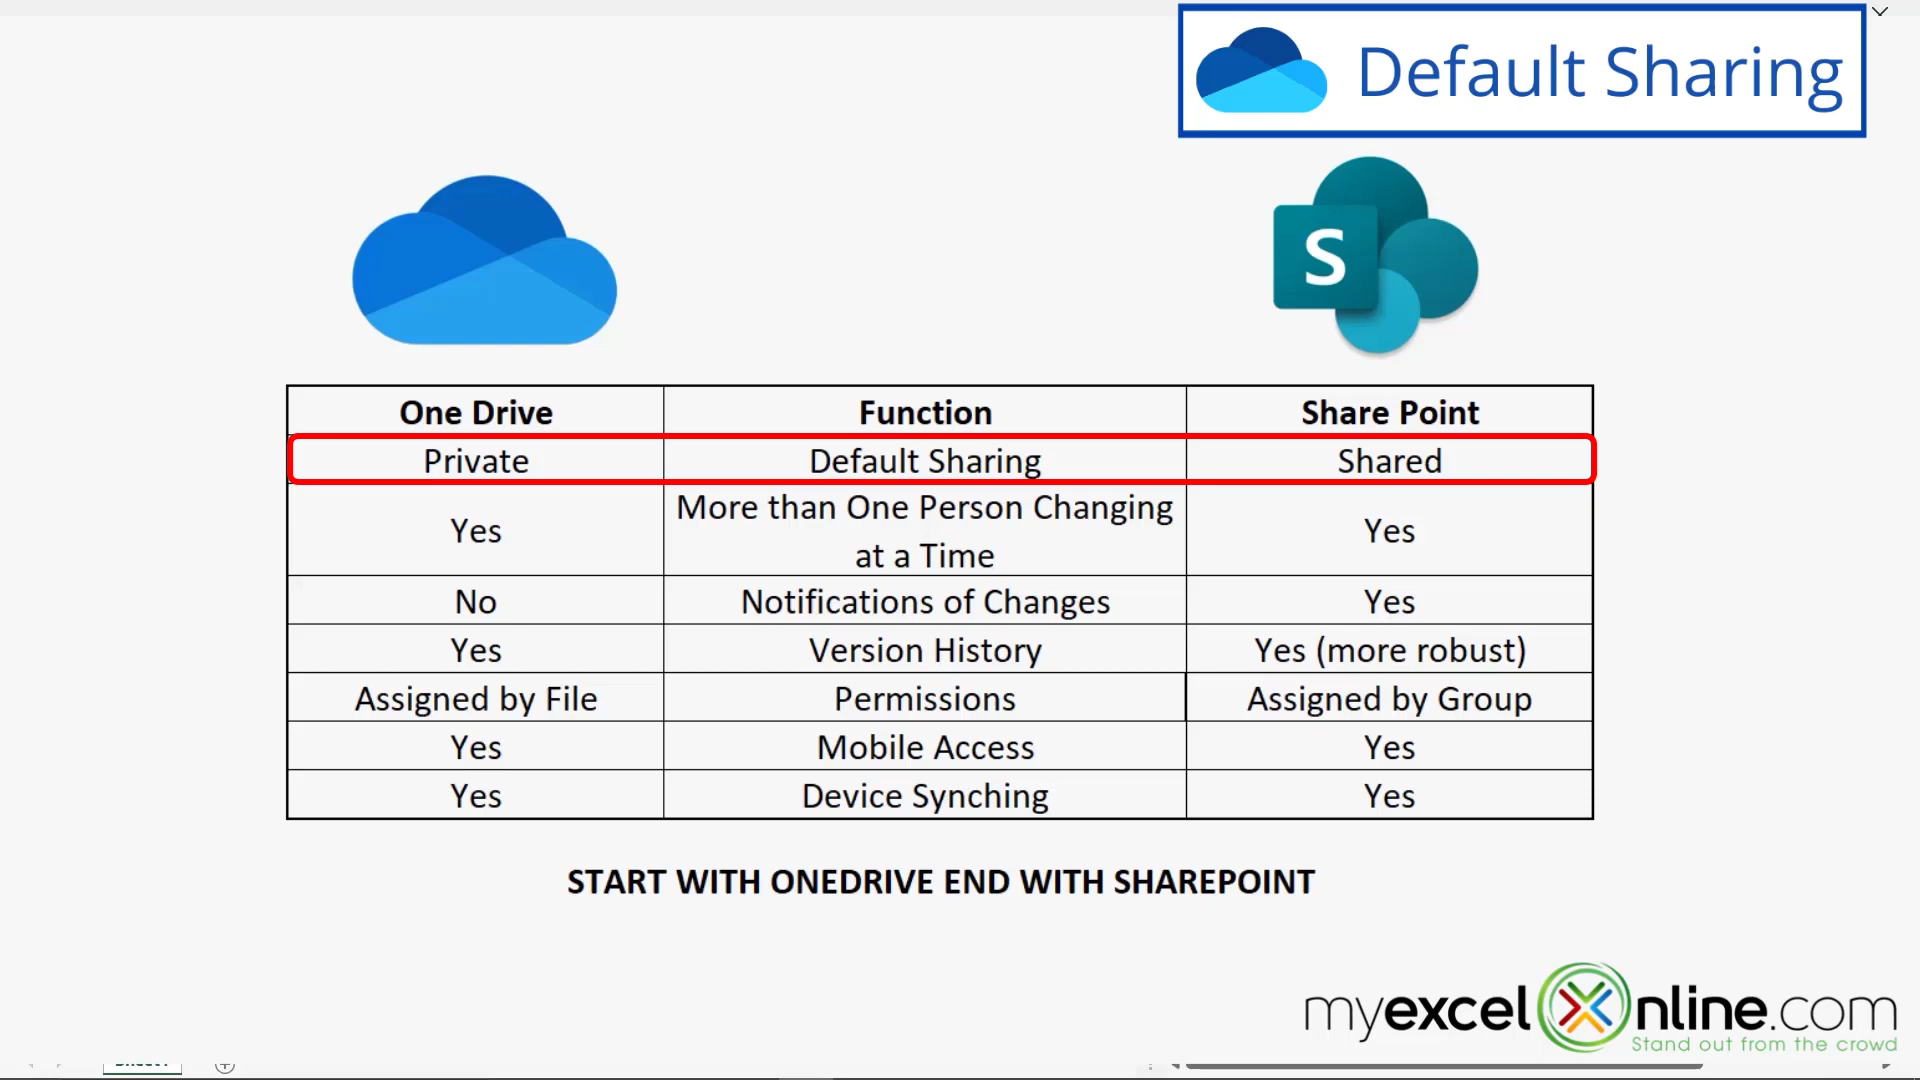 Default Sharing
S
One Drive Function Share Point
Private Default Sharing Shared
Yes More than One Person Changing at a Time Yes
No Notifications of Changes Yes
Yes Version History Yes (more robust)
Assigned by File Permissions Assigned by Group
Yes Mobile Access Yes
Yes Device Synching Yes
START WITH ONEDRIVE END WITH SHAREPOINT
myexcelOnline.com
Stand out from the crowd